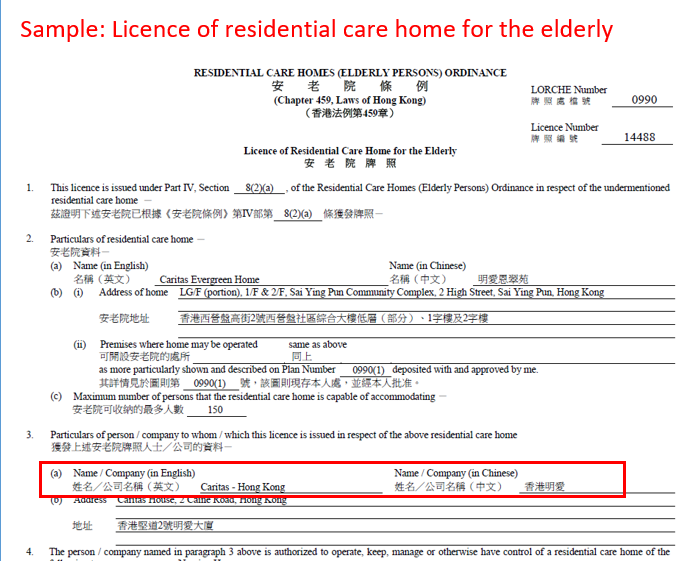 Sample: Licence of residential care home for the elderly
RESIDENTIAL CARE HOMES (ELDERLY PERSONS) ORDINANCE
安 老 院 條 例
(Chapter 459, Laws of Hong Kong)
（香港法例第459章）
LORCHE Number
牌 照 處 檔 號 0990
Licence Number
牌 照 編 號 14488
Licence of Residential Care Home for the Elderly
安 老 院 牌 照
1. This licence is issued under Part IV, Section 8(2)(a) , of the Residential Care Homes (Elderly Persons) Ordinance in respect of the undermentioned
residential care home －
茲證明下述安老院已根據《安老院條例》第IV部第 8(2)(a) 條獲發牌照－
2. Particulars of residential care home －
安老院資料－
(a) Name (in English) Name (in Chinese)
名稱（英文） Caritas Evergreen Home 名稱（中文） 明愛恩翠苑
(b) (i) Address of home LG/F (portion), 1/F & 2/F, Sai Ying Pun Community Complex, 2 High Street, Sai Ying Pun, Hong Kong
安老院地址 香港西營盤高街2號西營盤社區綜合大樓低層（部分）、1字樓及2字樓
(ii) Premises where home may be operated same as above
可開設安老院的處所 同上
as more particularly shown and described on Plan Number 0990(1) deposited with and approved by me.
其詳情見於圖則第 0990(1) 號，該圖則現存本人處，並經本人批准。
(c) Maximum number of persons that the residential care home is capable of accommodating －
安老院可收納的最多人數 150
3. Particulars of person / company to whom / which this licence is issued in respect of the above residential care home
獲發上述安老院牌照人士／公司的資料－
(a) Name / Company (in English) Name / Company (in Chinese)
姓名／公司名稱（英文） Caritas - Hong Kong 姓名／公司名稱（中文） 香港明愛
(b) Address Caritas House, 2 Caine Road, Hong Kong
地址 香港堅道2號明愛大廈
4. The person / company named in paragraph 3 above is authorized to operate, keep, manage or otherwise have control of a residential care home of the